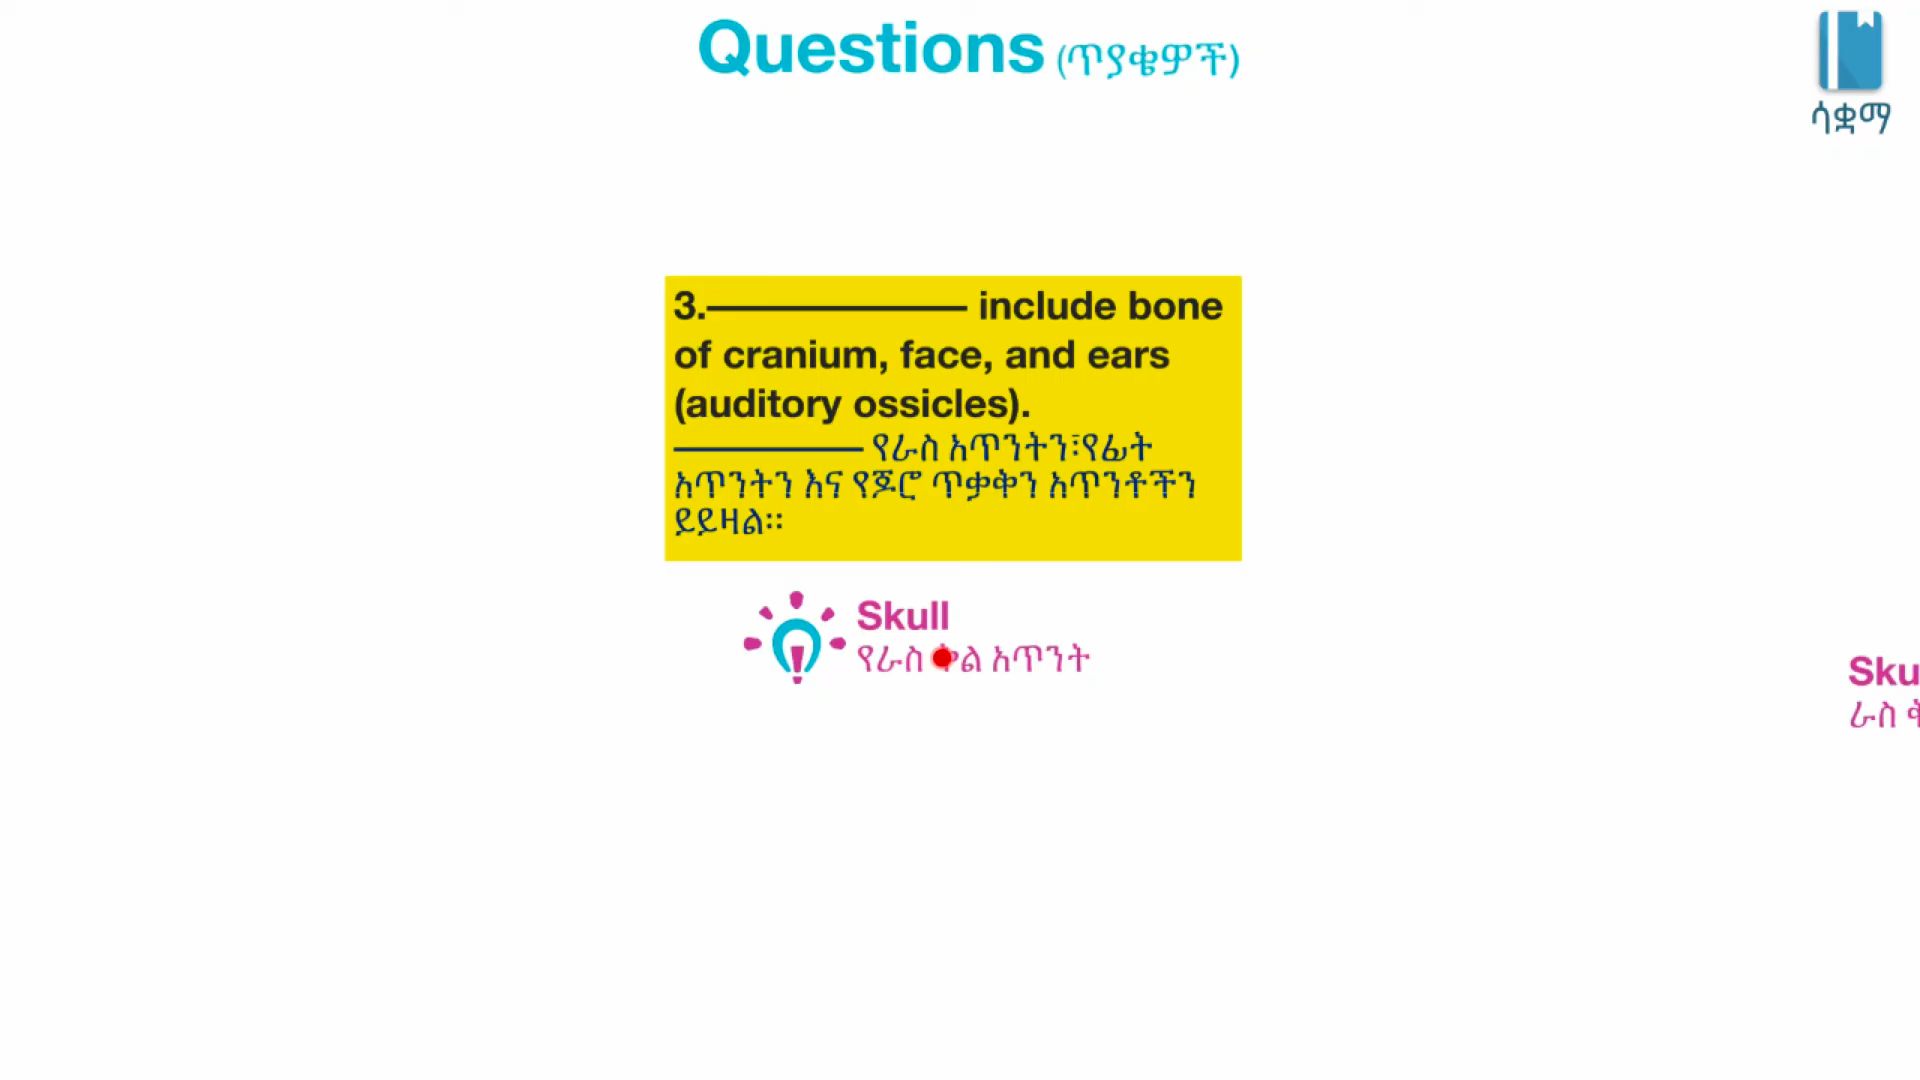 Questions (ጥያቄዎች)
ሳቋማ
3.—————— include bone
of cranium, face, and ears
(auditory ossicles).
————— የራስ አጥንትን፣የፊት
አጥንትን እና የጆሮ ጥቃቅን አጥንቶችን
ይይዛል።
Skull
የራስ ቅል አጥንት
Sku
ራስ